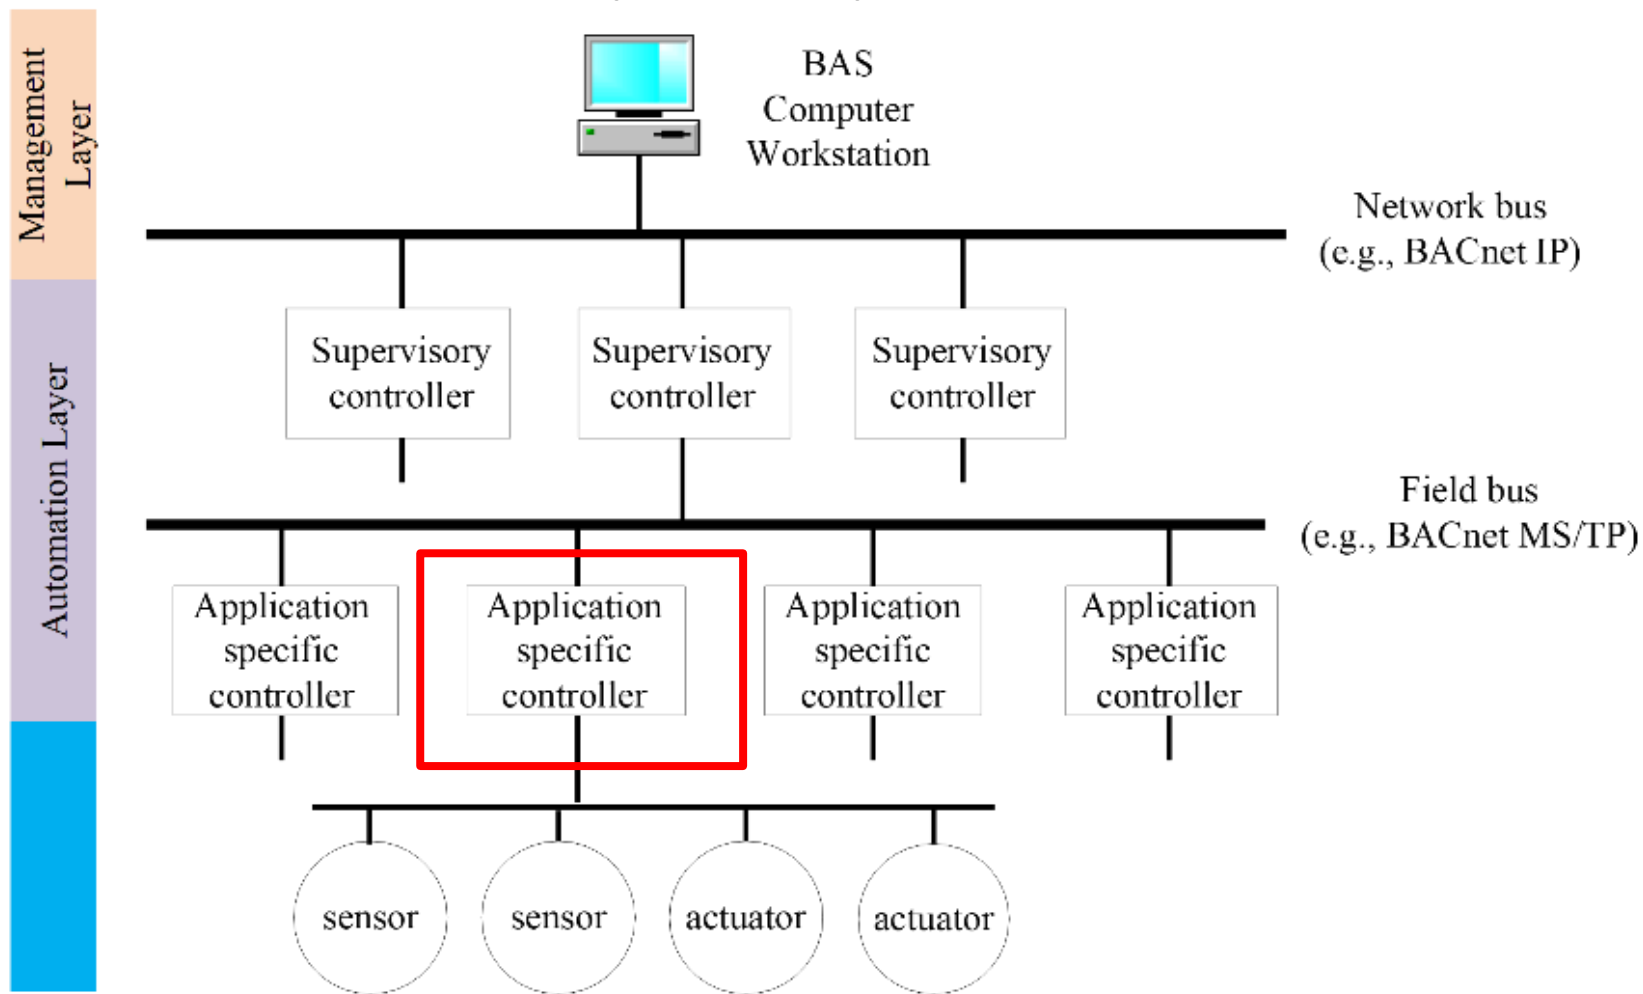 Management
Layer
BAS
Computer
Workstation
Network bus
(e.g., BACnet IP)
Supervisory
controller
Supervisory
controller
Supervisory
controller
Automation Layer
Field bus
(e.g., BACnet MS/TP)
Application
specific
controller
Application
specific
controller
Application
specific
controller
Application
specific
controller
sensor
sensor
actuator
actuator